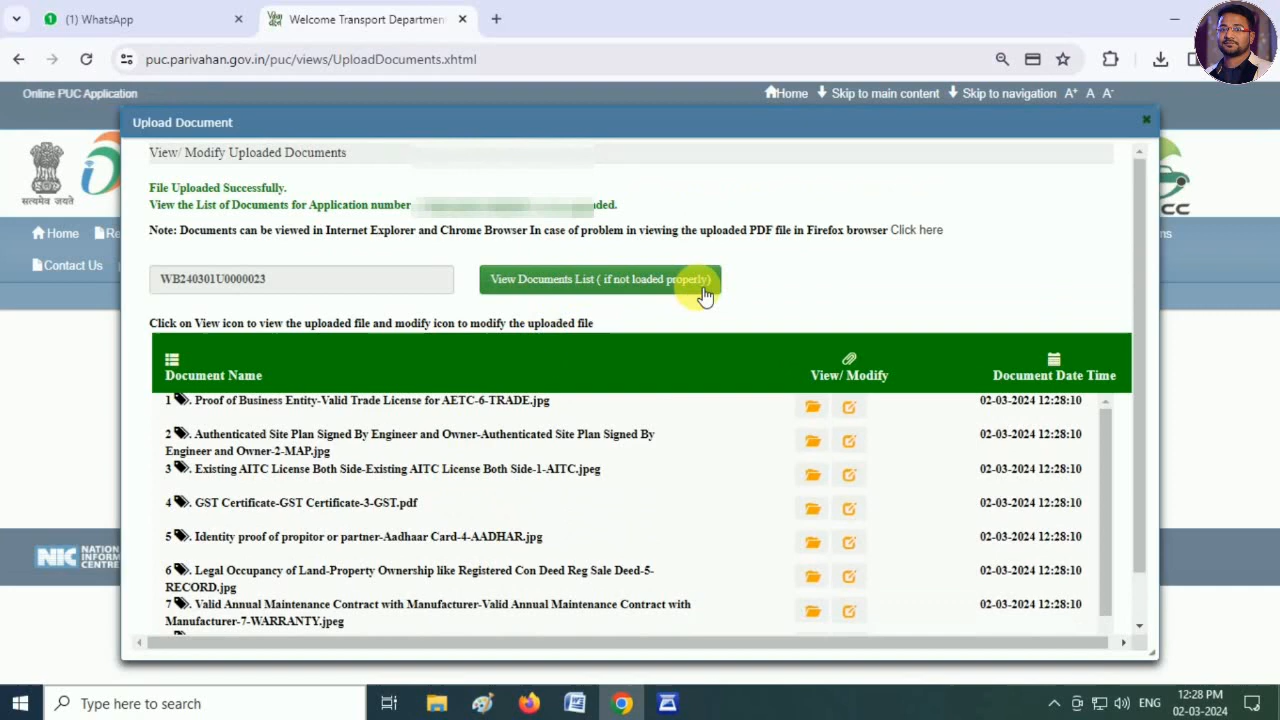 (1) WhatsApp
Welcome Transport Departmen
puc.parivahan.gov.in/puc/views/UploadDocuments.xhtml
Online PUC Application
Home Skip to main content Skip to navigation A+ A A-
Upload Document
View/ Modify Uploaded Documents
File Uploaded Successfully.
View the List of Documents for Application number
Note: Documents can be viewed in Internet Explorer and Chrome Browser In case of problem in viewing the uploaded PDF file in Firefox browser Click here
सत्यमेव जयते
CC
Home
Contact Us
WB240301U0000023
View Documents List ( if not loaded properly)
Click on View icon to view the uploaded file and modify icon to modify the uploaded file
Document Name View/ Modify Document Date Time
1 . Proof of Business Entity-Valid Trade License for AETC-6-TRADE.jpg 02-03-2024 12:28:10
2 . Authenticated Site Plan Signed By Engineer and Owner-Authenticated Site Plan Signed By 02-03-2024 12:28:10
Engineer and Owner-2-MAP.jpg
3 . Existing AITC License Both Side-Existing AITC License Both Side-1-AITC.jpeg 02-03-2024 12:28:10
4 . GST Certificate-GST Certificate-3-GST.pdf 02-03-2024 12:28:10
5 . Identity proof of propitor or partner-Aadhaar Card-4-AADHAR.jpg 02-03-2024 12:28:10
6 . Legal Occupancy of Land-Property Ownership like Registered Con Deed Reg Sale Deed-5- 02-03-2024 12:28:10
RECORD.jpg
7 . Valid Annual Maintenance Contract with Manufacturer-Valid Annual Maintenance Contract with 02-03-2024 12:28:10
Manufacturer-7-WARRANTY.jpeg
NIC NATION
INFORM
CENTRE
Type here to search
ENG
12:28 PM
02-03-2024